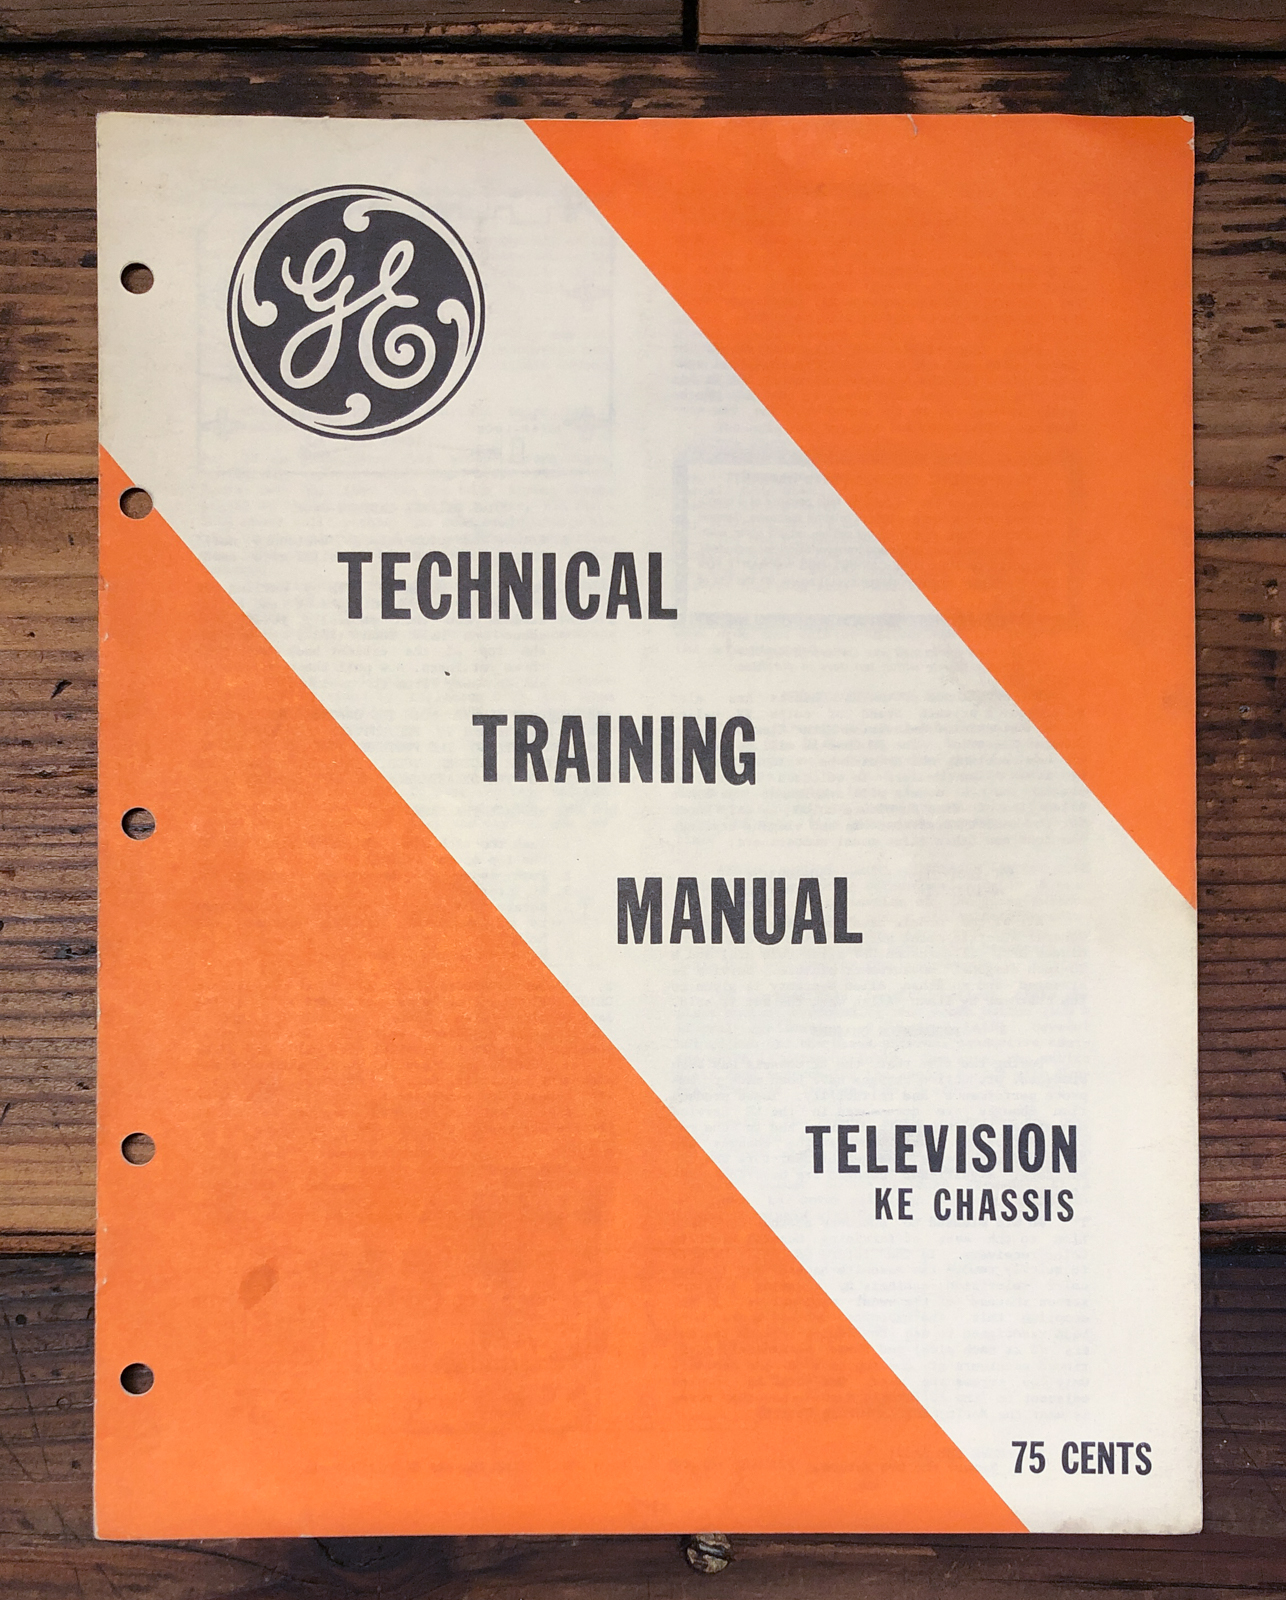 GE
TECHNICAL
TRAINING
MANUAL
TELEVISION
KE CHASSIS
75 CENTS